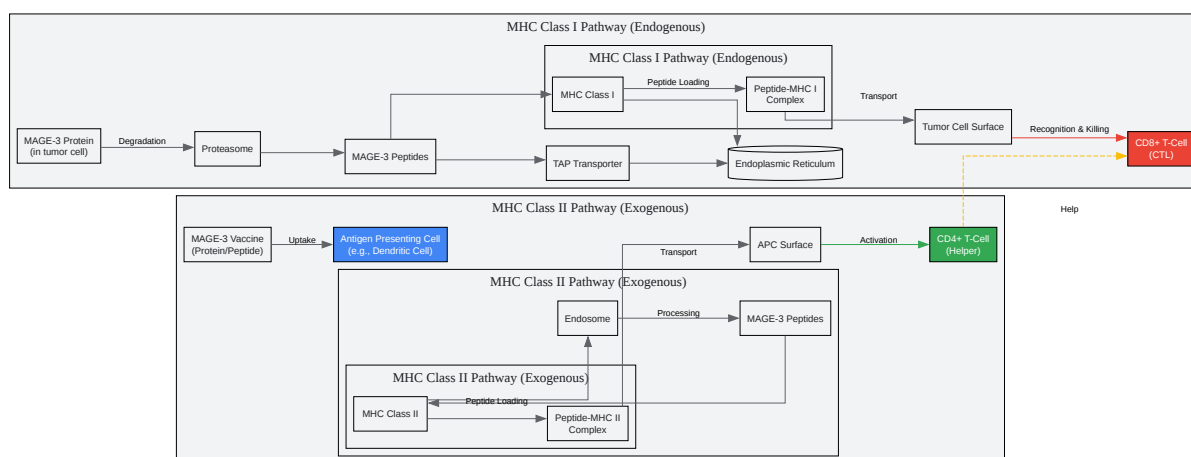 MHC Class I Pathway (Endogenous)
MHC Class I Pathway (Endogenous)
MHC Class I
Peptide Loading
Peptide-MHC I
Complex
Transport
MAGE-3 Protein
(in tumor cell)
Degradation
Proteasome
MAGE-3 Peptides
TAP Transporter
Endoplasmic Reticulum
Tumor Cell Surface
Recognition & Killing
CD8+ T-Cell
(CTL)
MHC Class II Pathway (Exogenous)
Help
MAGE-3 Vaccine
(Protein/Peptide)
Uptake
Antigen Presenting Cell
(e.g., Dendritic Cell)
Transport
APC Surface
Activation
CD4+ T-Cell
(Helper)
MHC Class II Pathway (Exogenous)
Endosome
Processing
MAGE-3 Peptides
MHC Class II Pathway (Exogenous)
MHC Class II
Peptide Loading
Peptide-MHC II
Complex